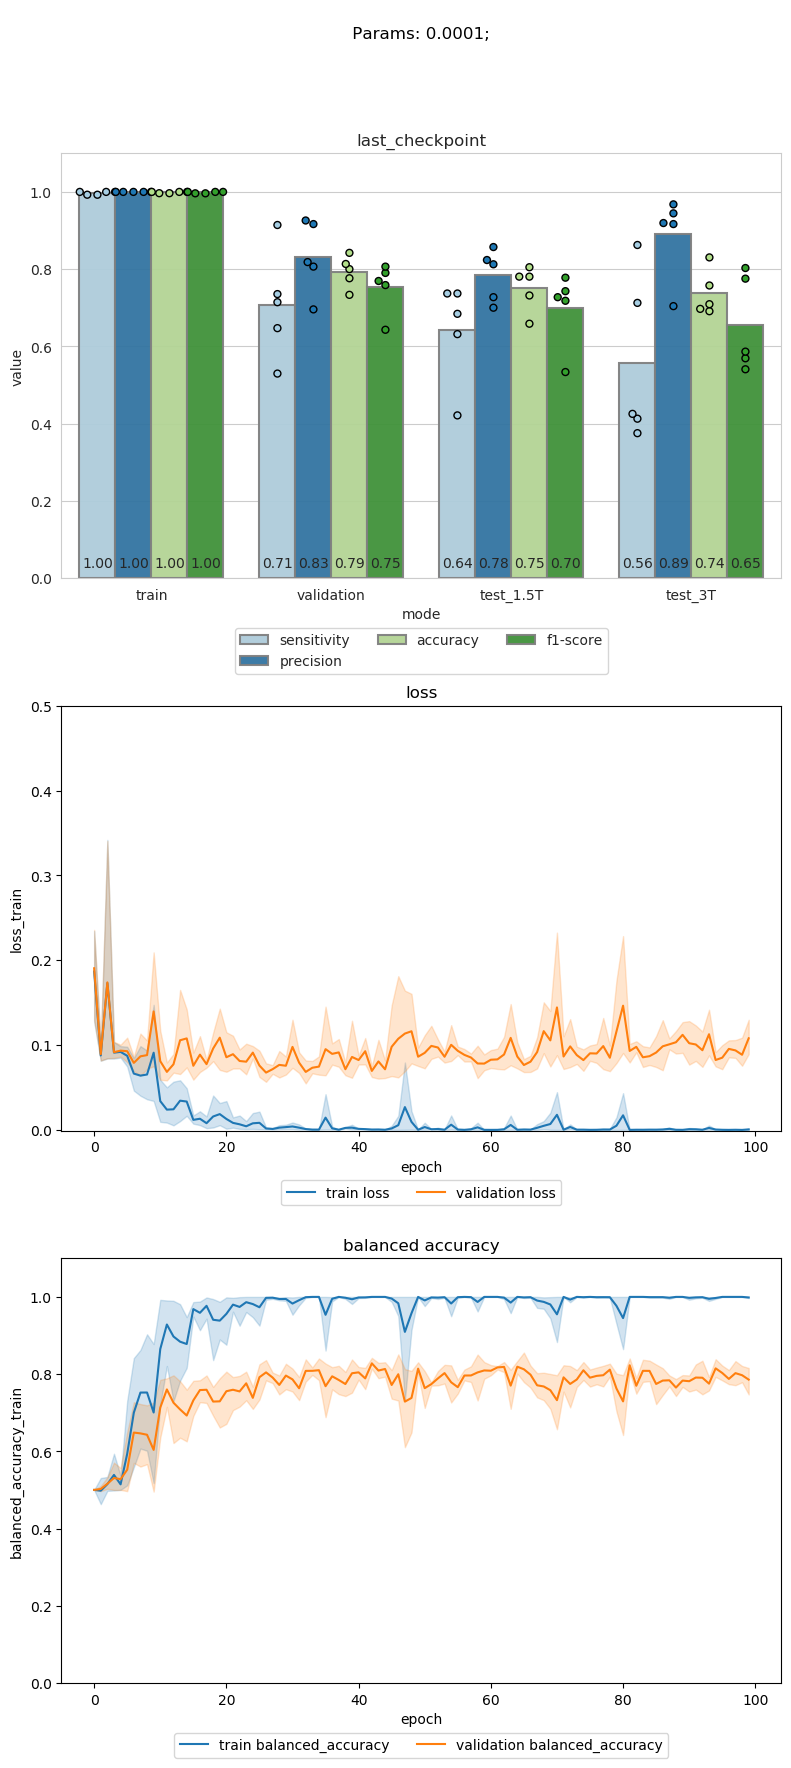 Params: 0.0001;
last_checkpoint
value
1.0
0.8
0.6
0.4
0.2
0.0
1.00 1.00 1.00 1.00 0.71 0.83 0.79 0.75 0.64 0.78 0.75 0.70 0.56 0.89 0.74 0.65
train validation test_1.5T test_3T
mode
sensitivity accuracy f1-score
precision
loss
loss_train
0.5
0.4
0.3
0.2
0.1
0.0
0 20 40 60 80 100
epoch
train loss validation loss
balanced accuracy
balanced_accuracy_train
1.0
0.8
0.6
0.4
0.2
0.0
0 20 40 60 80 100
epoch
train balanced_accuracy validation balanced_accuracy